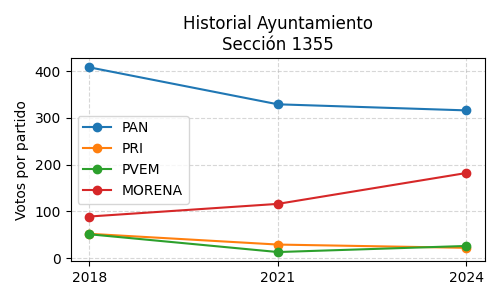 Historial Ayuntamiento
Sección 1355
Votos por partido
400
300
200
100
0
PAN
PRI
PVEM
MORENA
2018
2021
2024